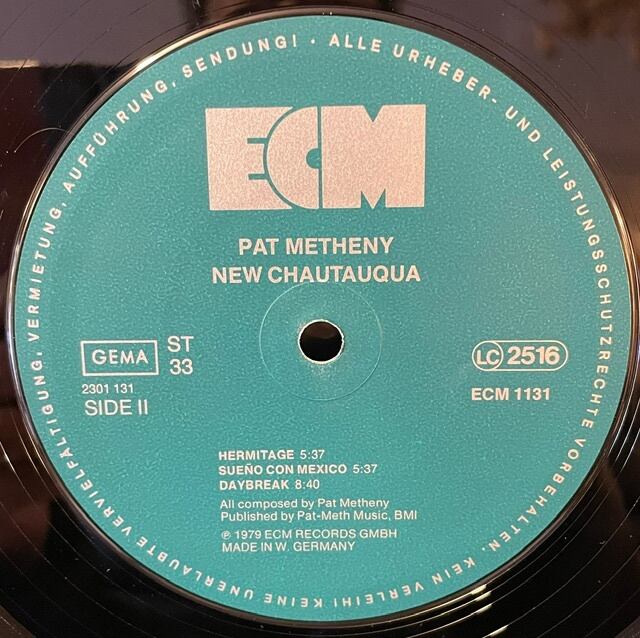 ALLE URHEBER- UND LEISTUNGSSCHUTZRECHTE VORBEHALTEN. KEIN VERLEIH! KEINE UNERLAUBTE VERVIELFÄLTIGUNG, VERMIETUNG, AUFFÜHRUNG, SENDUNG! ·
ECM
PAT METHENY
NEW CHAUTAUQUA
GEMA
ST
33
2301 131
SIDE II
LC 2516
ECM 1131
HERMITAGE 5:37
SUEÑO CON MEXICO 5:37
DAYBREAK 8:40
All composed by Pat Metheny
Published by Pat-Meth Music, BMI
℗ 1979 ECM RECORDS GMBH
MADE IN W. GERMANY